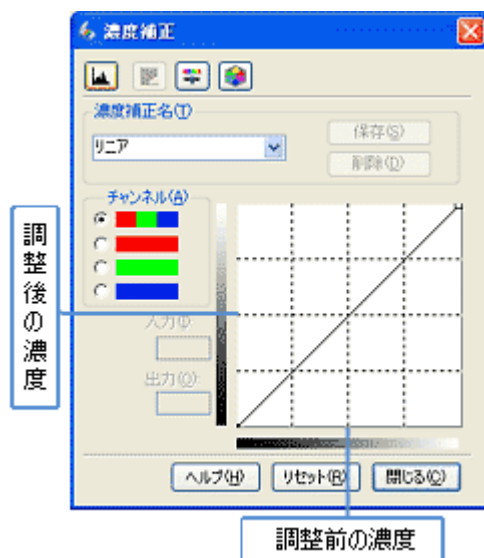 濃度補正
濃度補正名(T)
リニア
保存(S)
削除(D)
チャンネル(A)
調整後の濃度
入力(I):
出力(O):
ヘルプ(H)
リセット(R)
閉じる(C)
調整前の濃度